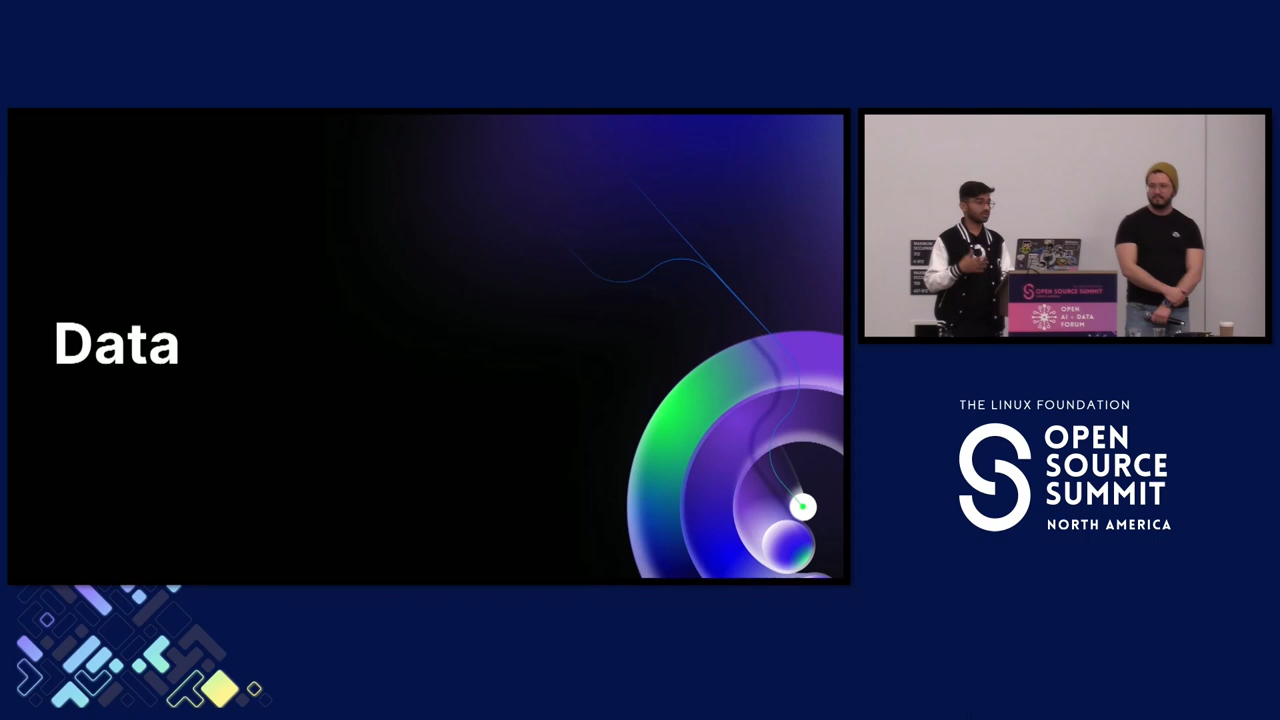 Data
OPEN SOURCE SUMMIT
OPEN
AI + DATA
FORUM
THE LINUX FOUNDATION
OPEN
SOURCE
SUMMIT
NORTH AMERICA